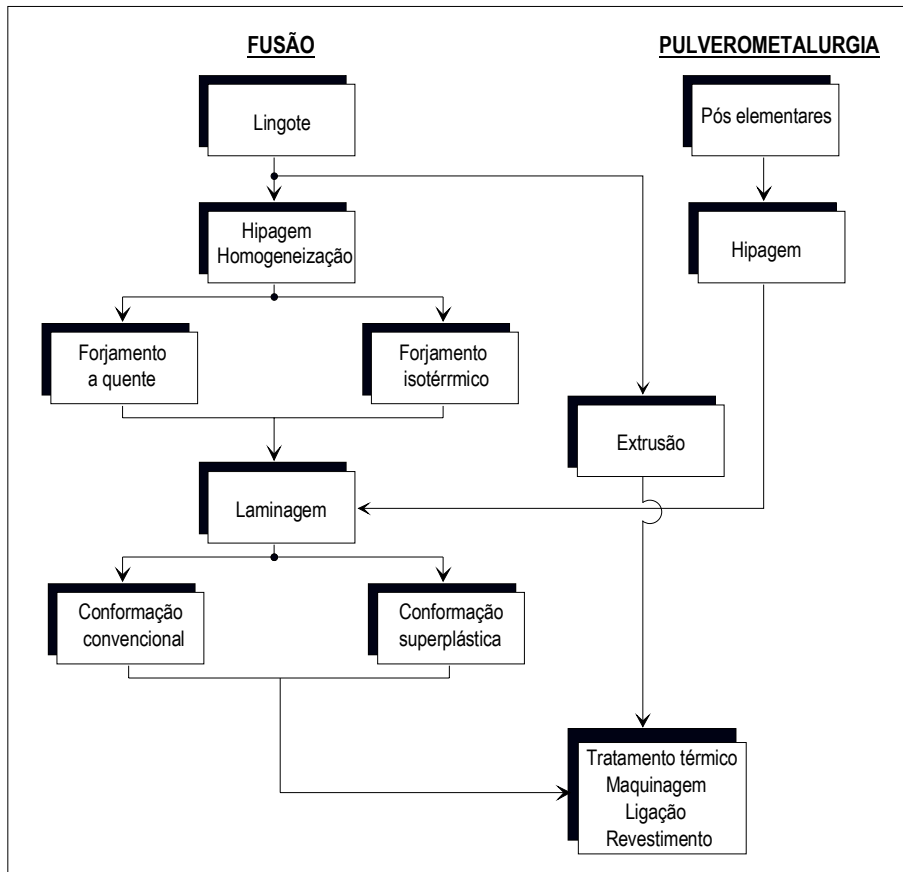 FUSÃO
PULVEROMETALURGIA
Lingote
Pós elementares
Hipagem
Homogeneização
Hipagem
Forjamento
a quente
Forjamento
isotérrmico
Extrusão
Laminagem
Conformação
convencional
Conformação
superplástica
Tratamento térmico
Maquinagem
Ligação
Revestimento